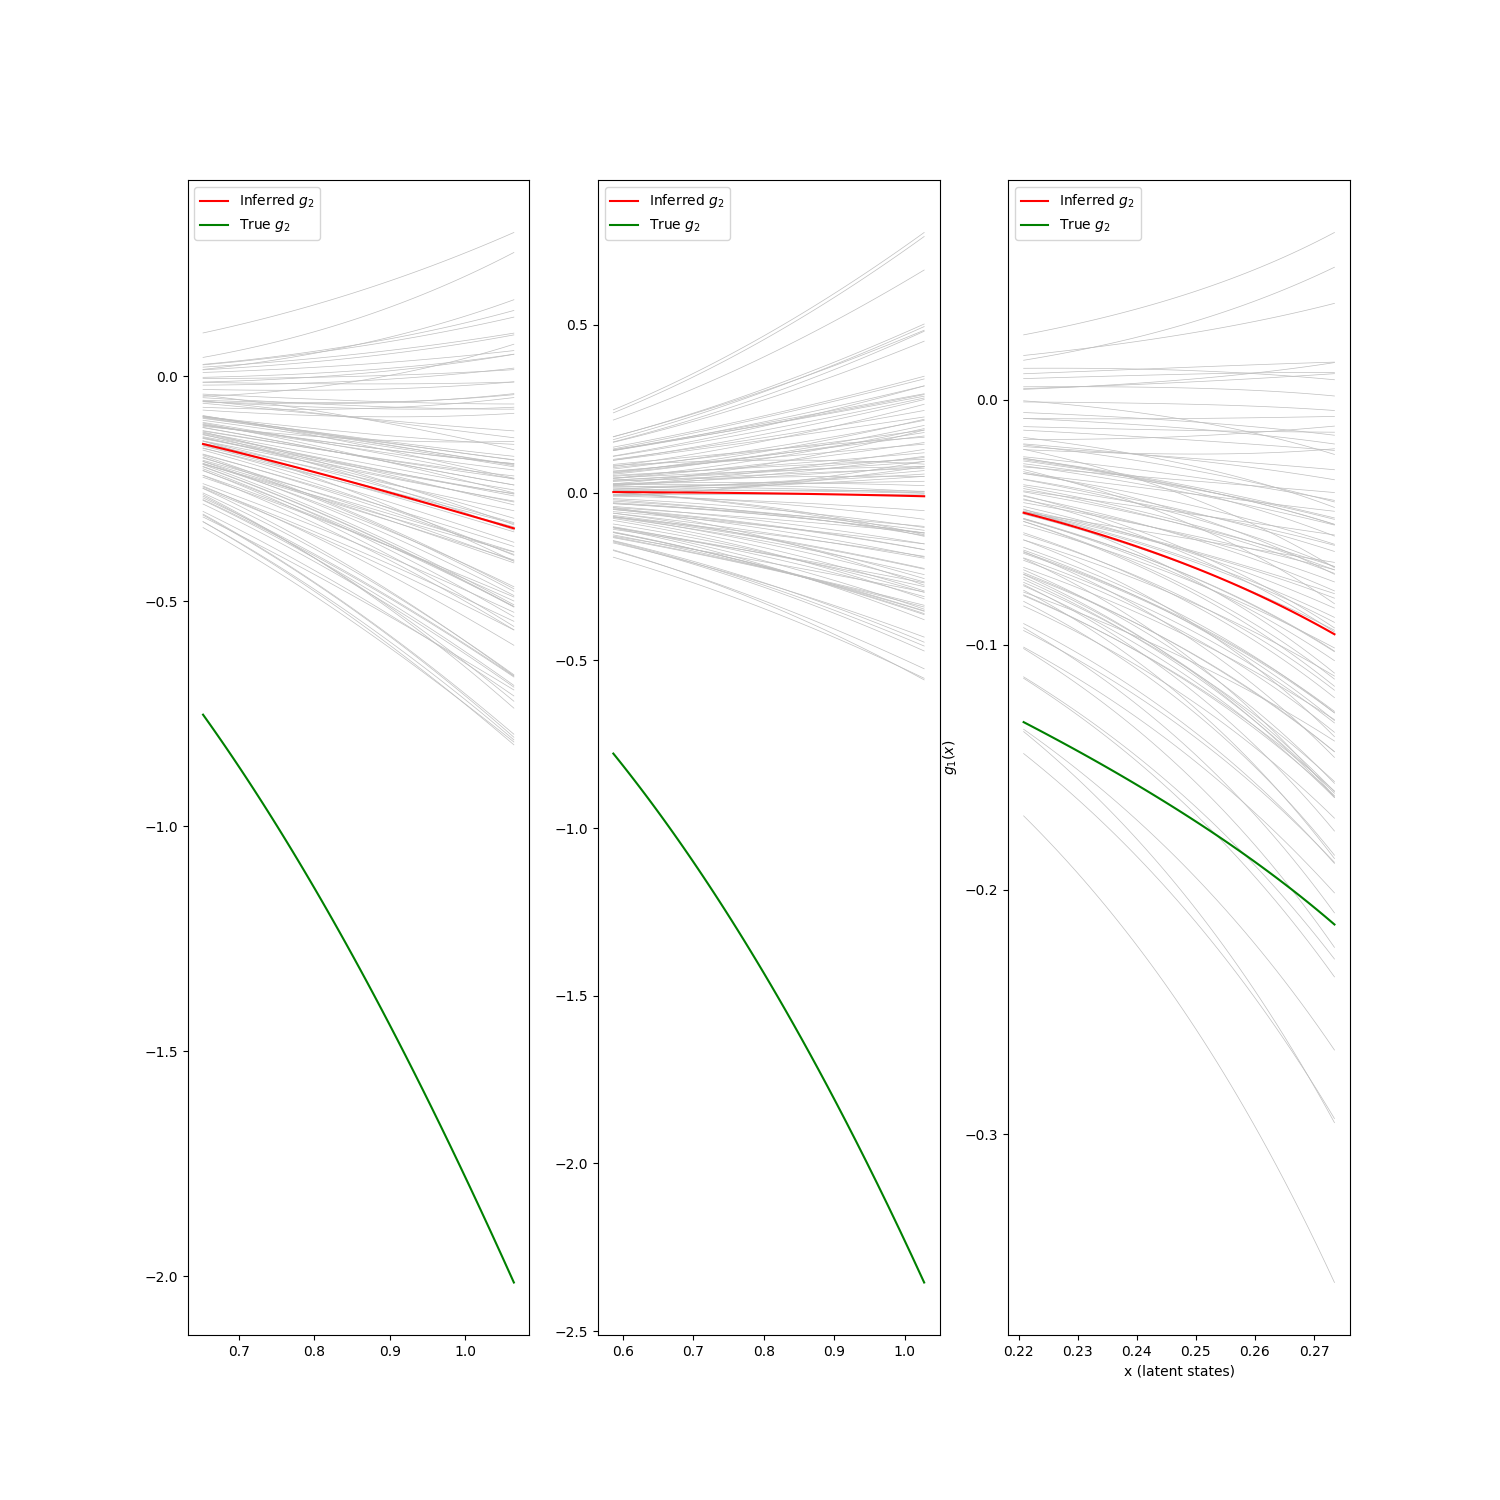 Inferred g₂
True g₂
0.0
−0.5
−1.0
−1.5
−2.0
0.7 0.8 0.9 1.0
Inferred g₂
True g₂
0.5
0.0
−0.5
−1.0
−1.5
−2.0
−2.5
0.6 0.7 0.8 0.9 1.0
Inferred g₂
True g₂
g₁(x)
0.0
−0.1
−0.2
−0.3
0.22 0.23 0.24 0.25 0.26 0.27
x (latent states)